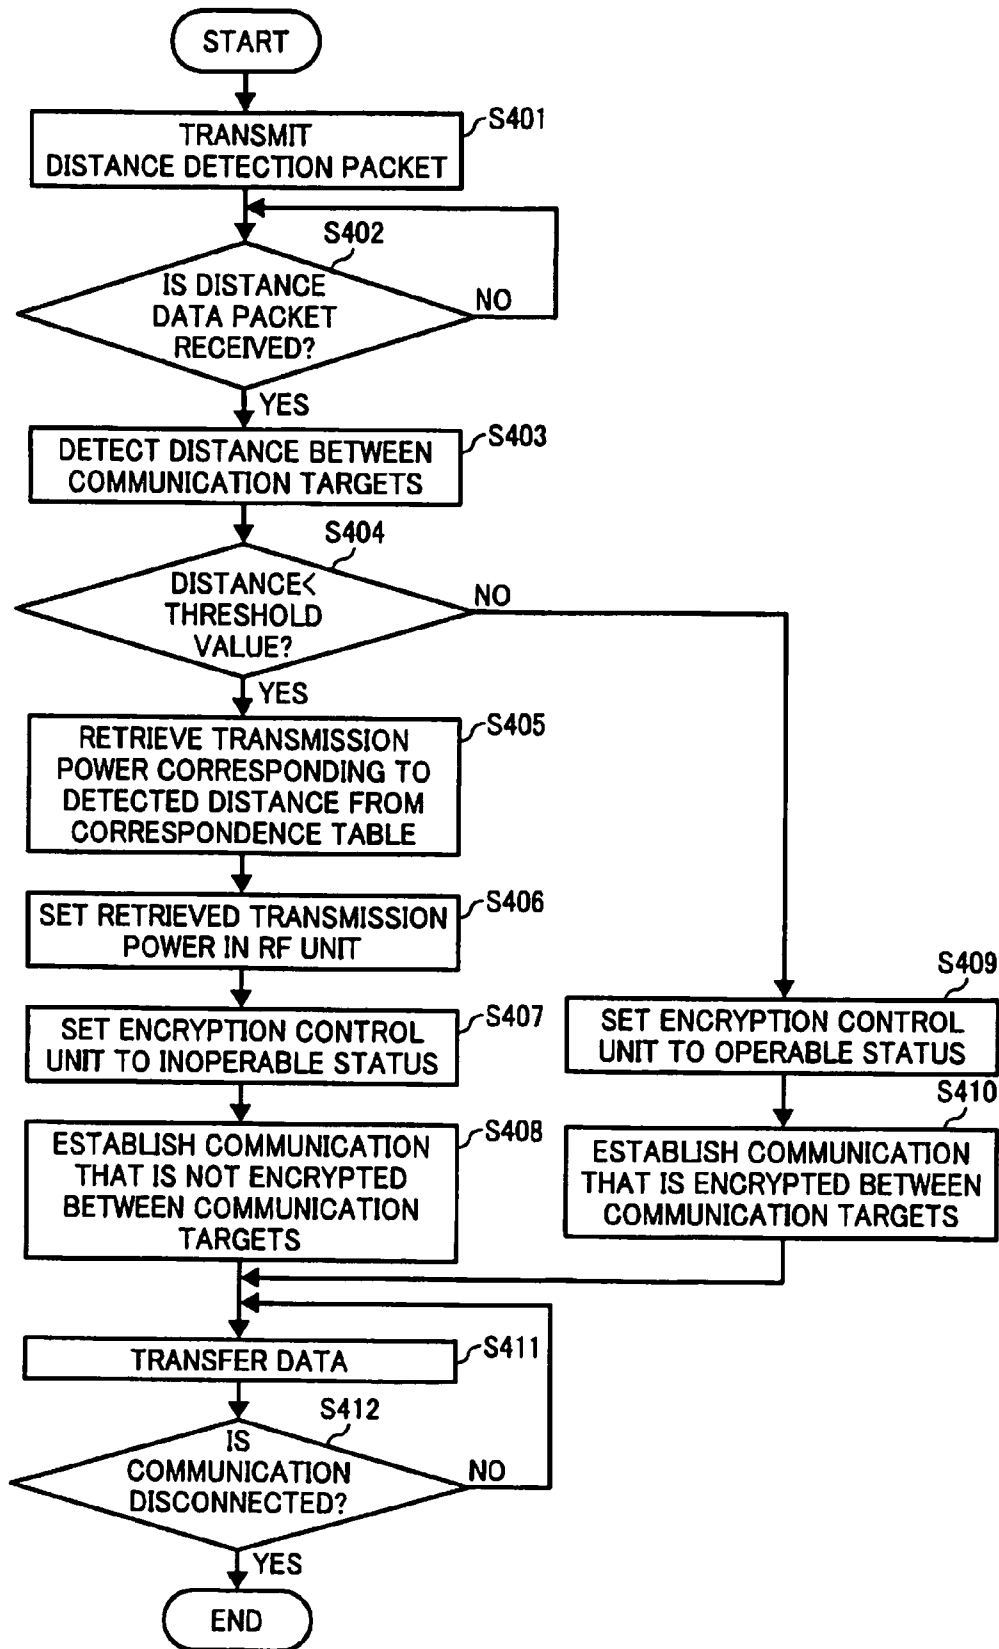 START
S401
TRANSMIT
DISTANCE DETECTION PACKET
S402
IS DISTANCE
DATA PACKET
RECEIVED?
NO
YES
S403
DETECT DISTANCE BETWEEN
COMMUNICATION TARGETS
S404
DISTANCE<
THRESHOLD
VALUE?
NO
YES
S405
RETRIEVE TRANSMISSION
POWER CORRESPONDING TO
DETECTED DISTANCE FROM
CORRESPONDENCE TABLE
S406
SET RETRIEVED TRANSMISSION
POWER IN RF UNIT
S407
SET ENCRYPTION CONTROL
UNIT TO INOPERABLE STATUS
S408
ESTABLISH COMMUNICATION
THAT IS NOT ENCRYPTED
BETWEEN COMMUNICATION
TARGETS
S409
SET ENCRYPTION CONTROL
UNIT TO OPERABLE STATUS
S410
ESTABLISH COMMUNICATION
THAT IS ENCRYPTED BETWEEN
COMMUNICATION TARGETS
TRANSFER DATA
S411
S412
IS
COMMUNICATION
DISCONNECTED?
NO
YES
END